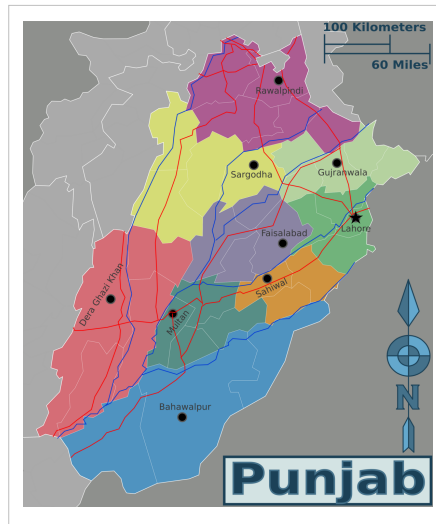 100 Kilometers
60 Miles
Rawalpindi
Sargodha
Gujranwala
Lahore
Faisalabad
Sahiwal
Dera Ghazi Khan
Multan
Bahawalpur
N
Punjab